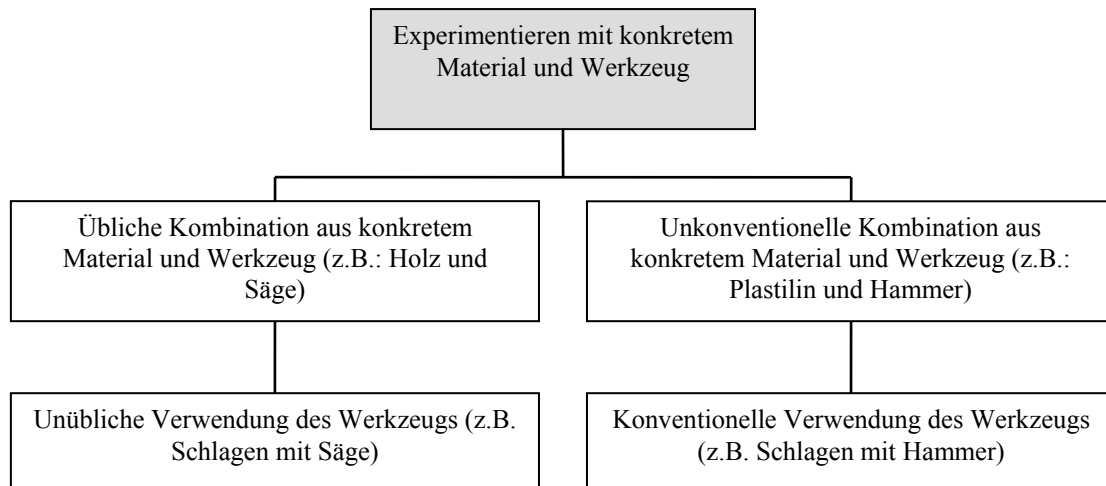 Experimentieren mit konkretem
Material und Werkzeug
Übliche Kombination aus konkretem
Material und Werkzeug (z.B.: Holz und
Säge)
Unkonventionelle Kombination aus
konkretem Material und Werkzeug (z.B.:
Plastilin und Hammer)
Unübliche Verwendung des Werkzeugs (z.B.
Schlagen mit Säge)
Konventionelle Verwendung des Werkzeugs
(z.B. Schlagen mit Hammer)